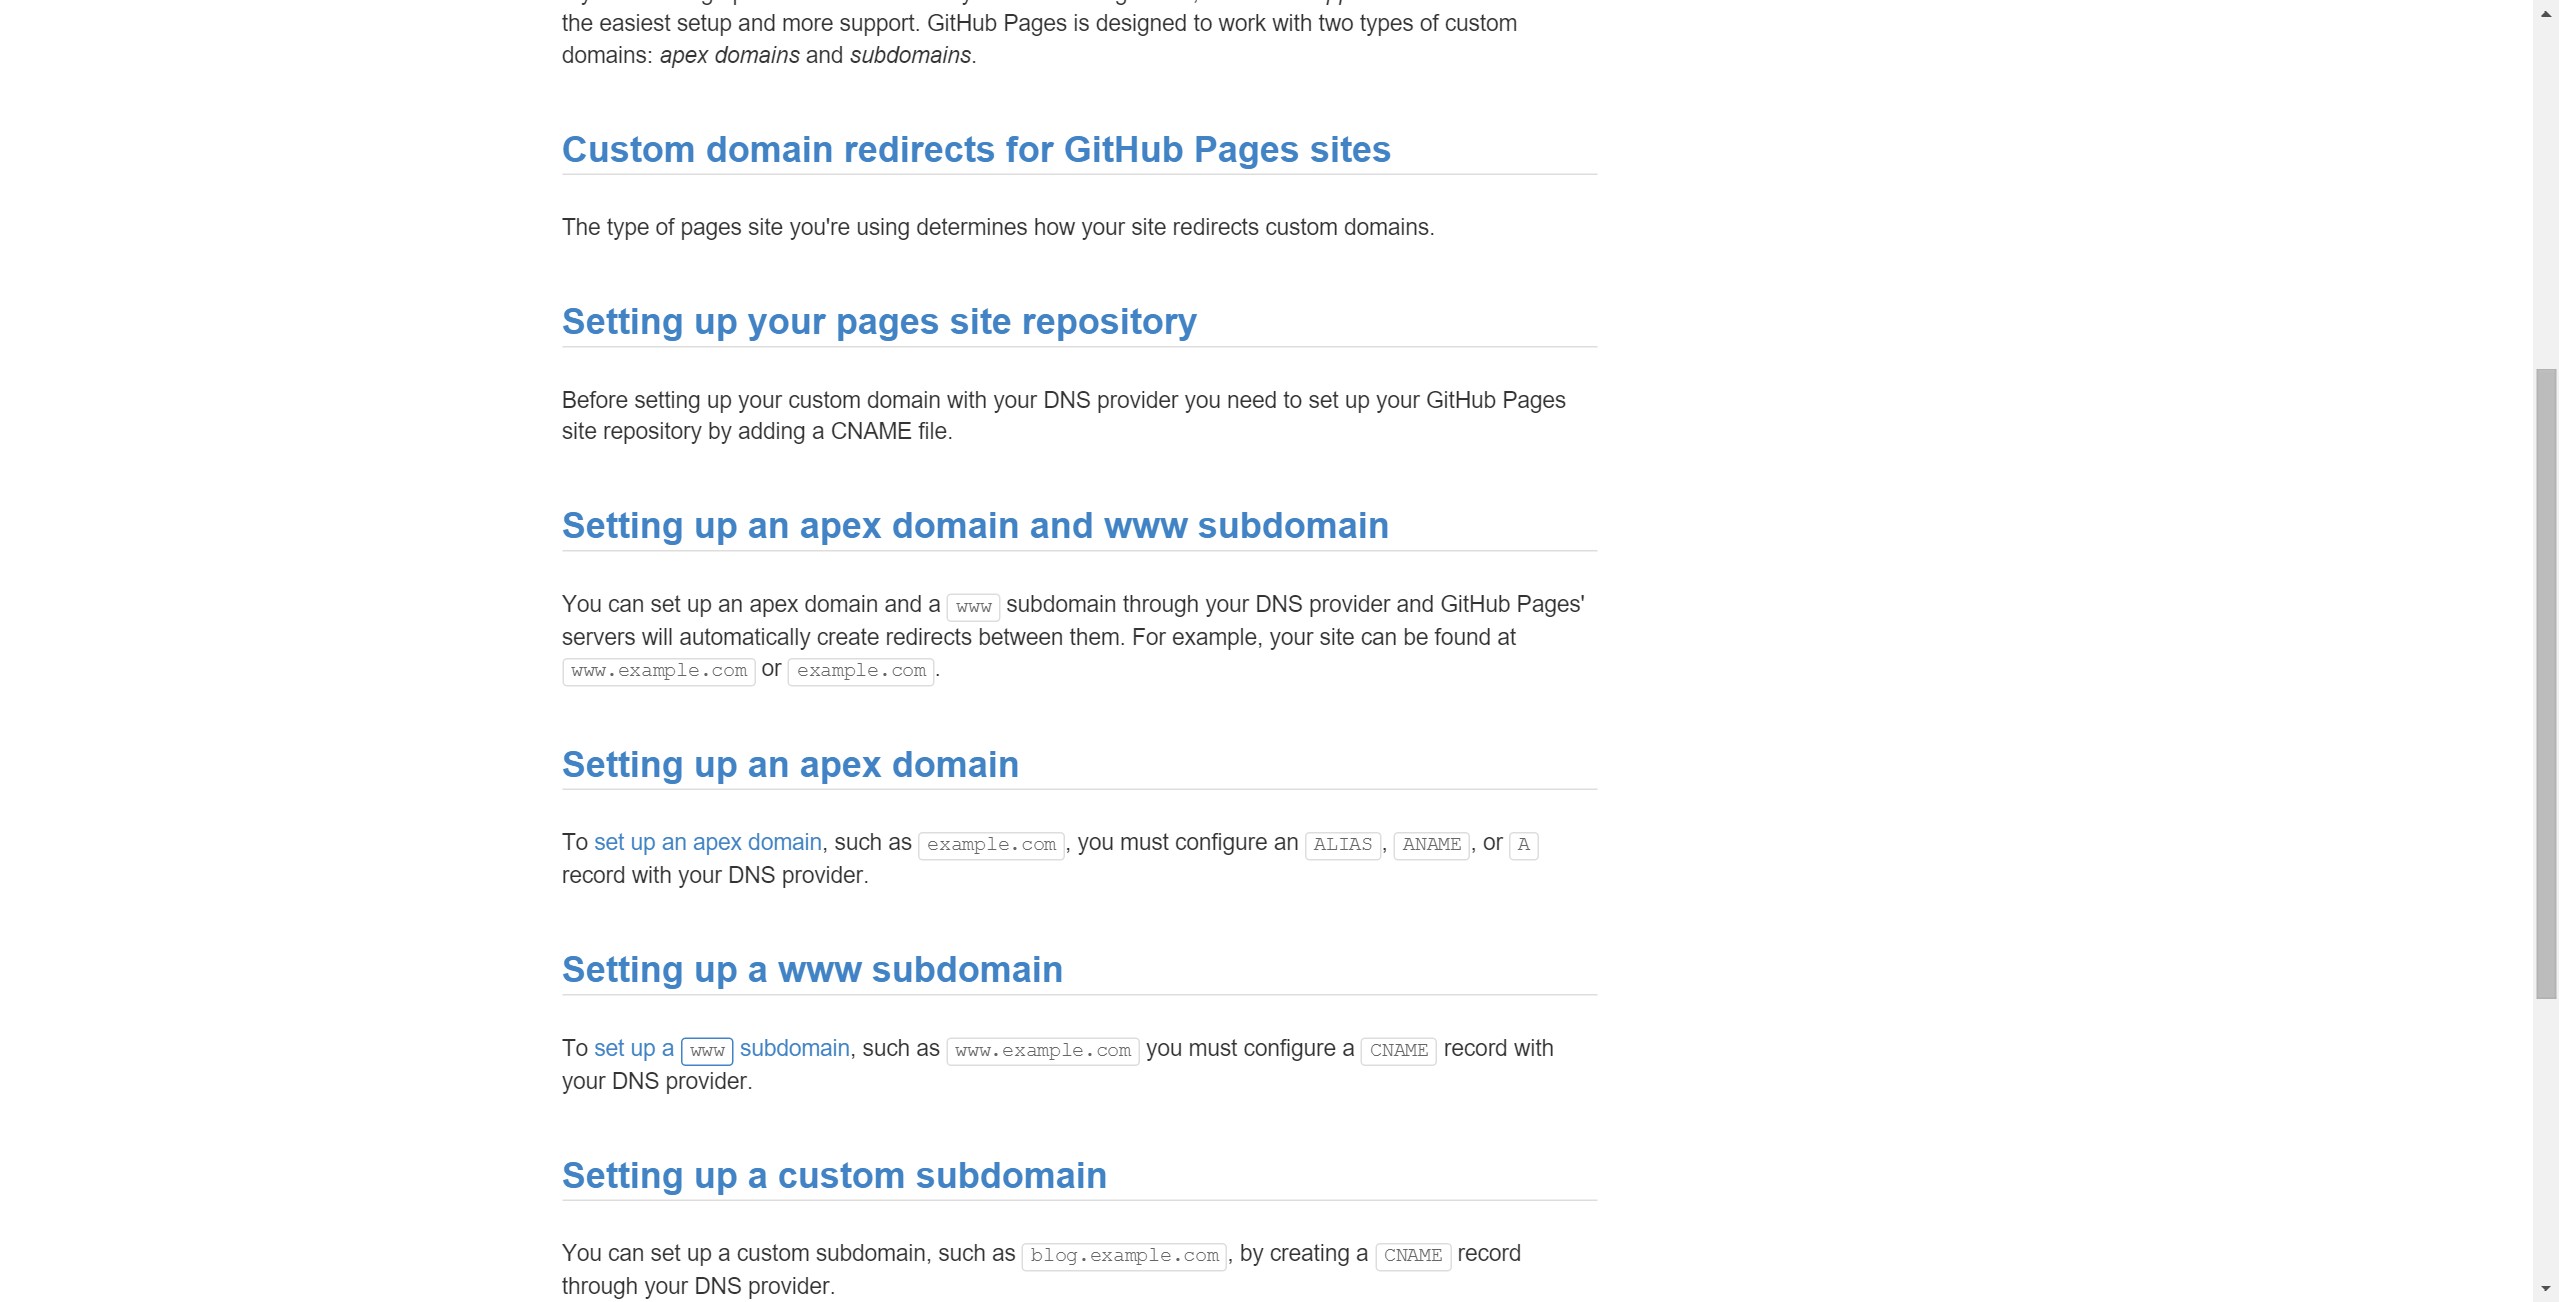 the easiest setup and more support. GitHub Pages is designed to work with two types of custom
domains: apex domains and subdomains.
Custom domain redirects for GitHub Pages sites
The type of pages site you're using determines how your site redirects custom domains.
Setting up your pages site repository
Before setting up your custom domain with your DNS provider you need to set up your GitHub Pages
site repository by adding a CNAME file.
Setting up an apex domain and www subdomain
You can set up an apex domain and a www subdomain through your DNS provider and GitHub Pages'
servers will automatically create redirects between them. For example, your site can be found at
www.example.com or example.com.
Setting up an apex domain
To set up an apex domain, such as example.com, you must configure an ALIAS, ANAME, or A
record with your DNS provider.
Setting up a www subdomain
To set up a www subdomain, such as www.example.com you must configure a CNAME record with
your DNS provider.
Setting up a custom subdomain
You can set up a custom subdomain, such as blog.example.com, by creating a CNAME record
through your DNS provider.